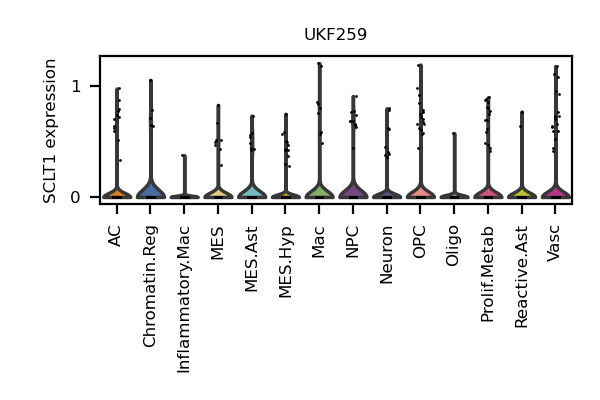 UKF259
SCLT1 expression
1
0
AC
Chromatin.Reg
Inflammatory.Mac
MES
MES.Ast
MES.Hyp
Mac
NPC
Neuron
OPC
Oligo
Prolif.Metab
Reactive.Ast
Vasc